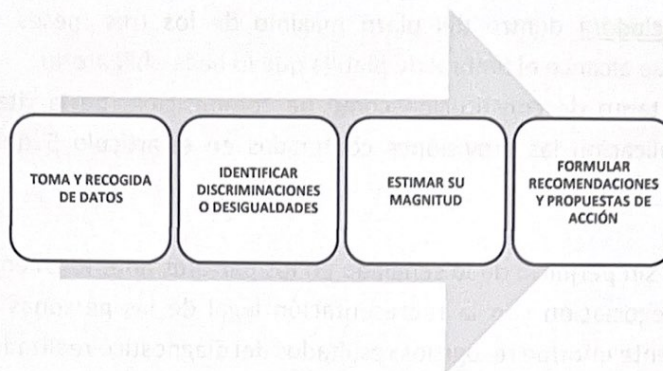 TOMA Y RECOGIDA
DE DATOS
IDENTIFICAR
DISCRIMINACIONES
O DESIGUALDADES
ESTIMAR SU
MAGNITUD
FORMULAR
RECOMENDACIONES
Y PROPUESTAS DE
ACCIÓN